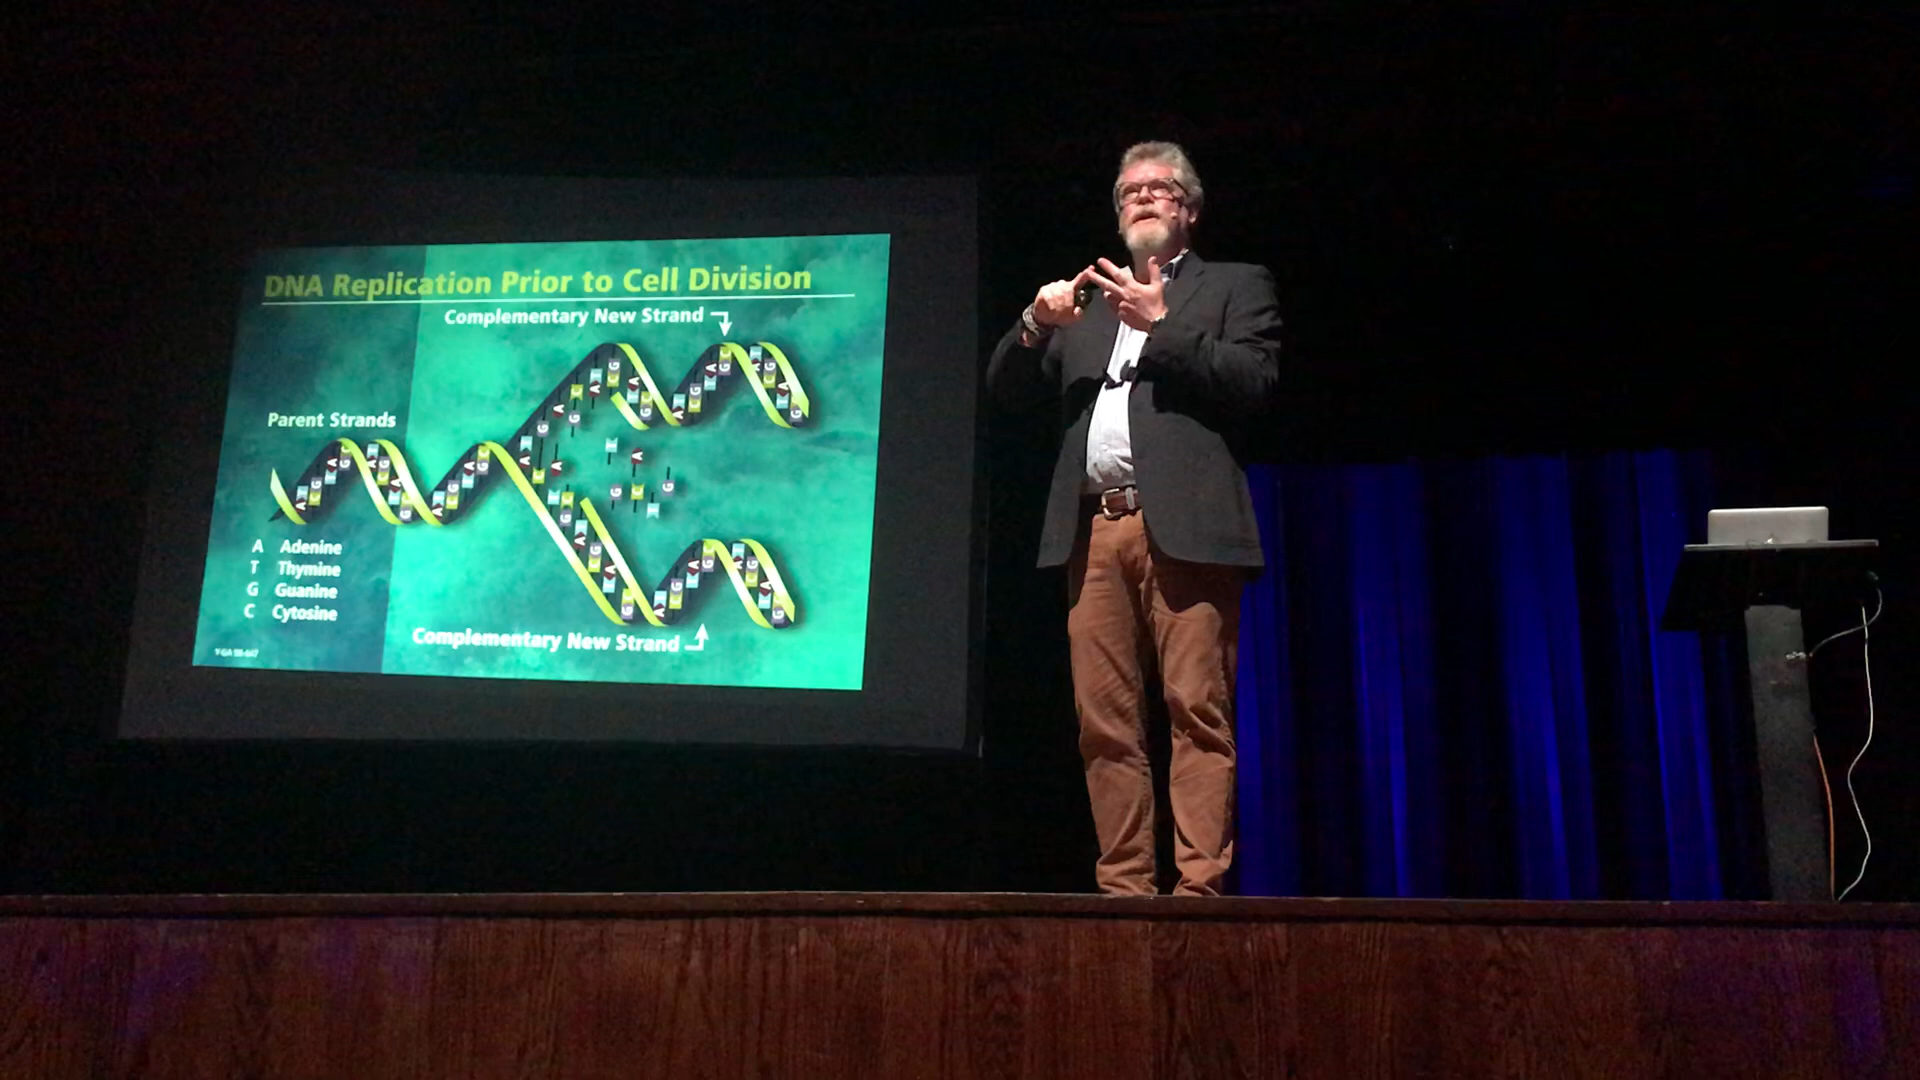 DNA Replication Prior to Cell Division
Complementary New Strand
Parent Strands
A Adenine
T Thymine
G Guanine
C Cytosine
Complementary New Strand